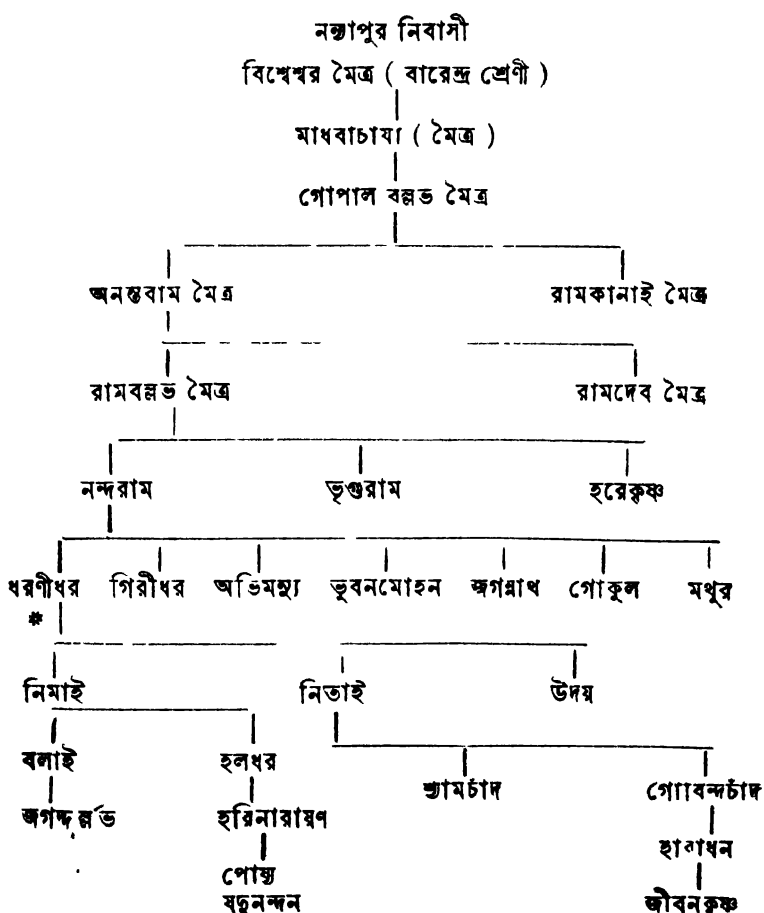 নন্তাপুর নিবাসী
বিশ্বেশ্বর মৈত্র ( বারেন্দ্র শ্রেণী )
মাধবাচাযা ( মৈত্র )
গোপাল বল্লভ মৈত্র
অনন্তবাম মৈত্র রামকানাই মৈত্র
রামবল্লভ মৈত্র রামদেব মৈত্র
নন্দরাম ভৃগুরাম হরেকৃষ্ণ
ধরণীধর গিরীধর অভিমন্যু ভুবনমোহন জগন্নাথ গোকুল মথুর
*
নিমাই নিতাই উদয়
বলাই হলধর শ্যামচাঁদ গোবিন্দচাঁদ
জগদ্দুর্ল্লভ হরিনারায়ণ
হারাধন
পোষ্য
যদুনন্দন জীবনকৃষ্ণ